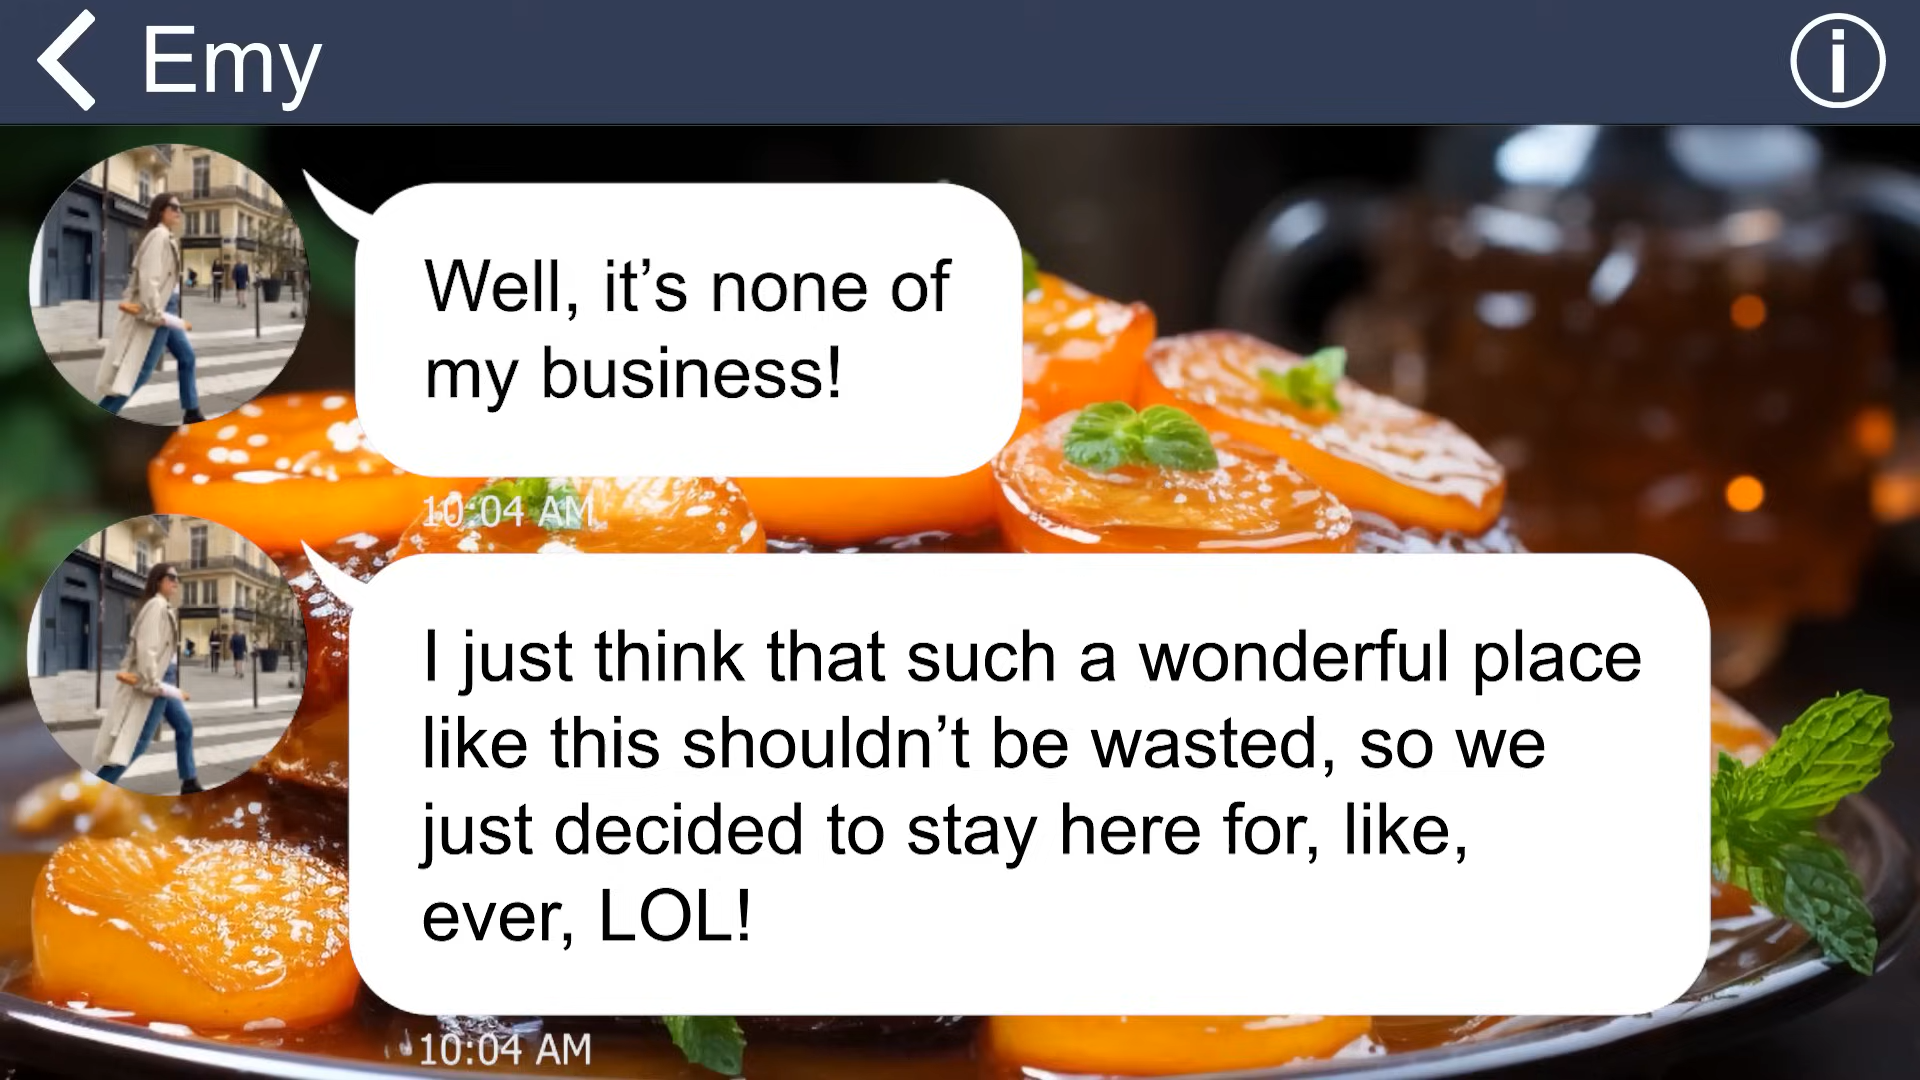 Emy
Well, it’s none of
my business!
10:04 AM
I just think that such a wonderful place
like this shouldn’t be wasted, so we
just decided to stay here for, like,
ever, LOL!
10:04 AM